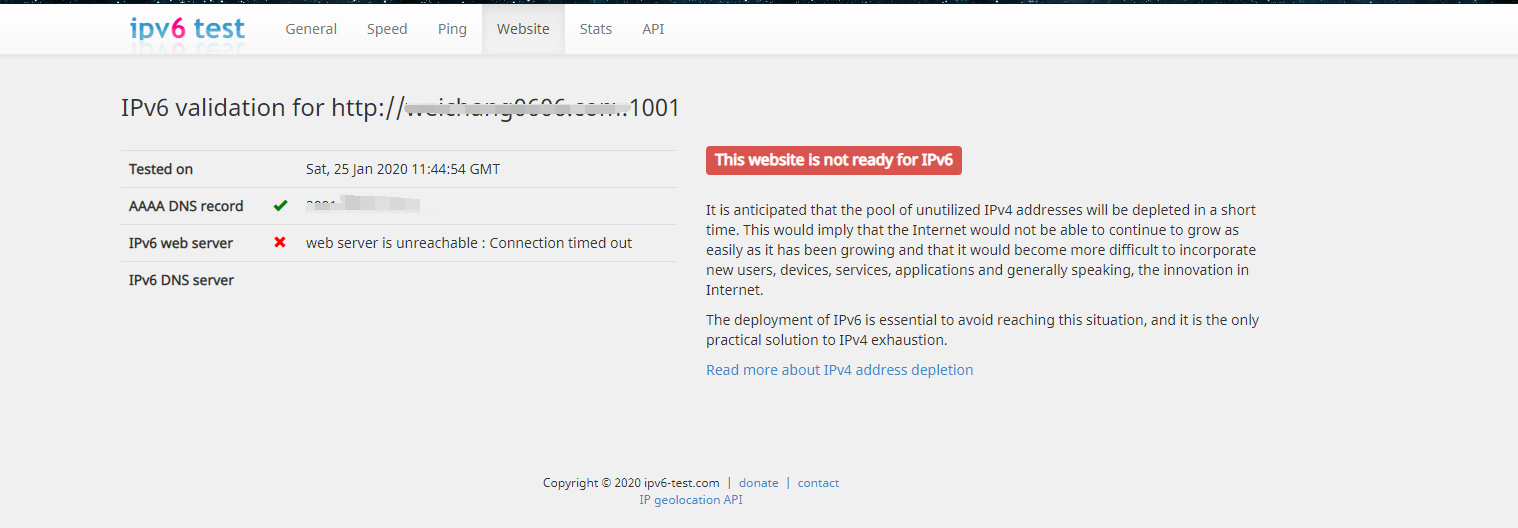 ipv6 test General Speed Ping Website Stats API
IPv6 validation for http:// 1001
Tested on Sat, 25 Jan 2020 11:44:54 GMT
AAAA DNS record
IPv6 web server web server is unreachable : Connection timed out
IPv6 DNS server
This website is not ready for IPv6
It is anticipated that the pool of unutilized IPv4 addresses will be depleted in a short
time. This would imply that the Internet would not be able to continue to grow as
easily as it has been growing and that it would become more difficult to incorporate
new users, devices, services, applications and generally speaking, the innovation in
Internet.
The deployment of IPv6 is essential to avoid reaching this situation, and it is the only
practical solution to IPv4 exhaustion.
Read more about IPv4 address depletion
Copyright © 2020 ipv6-test.com | donate | contact
IP geolocation API